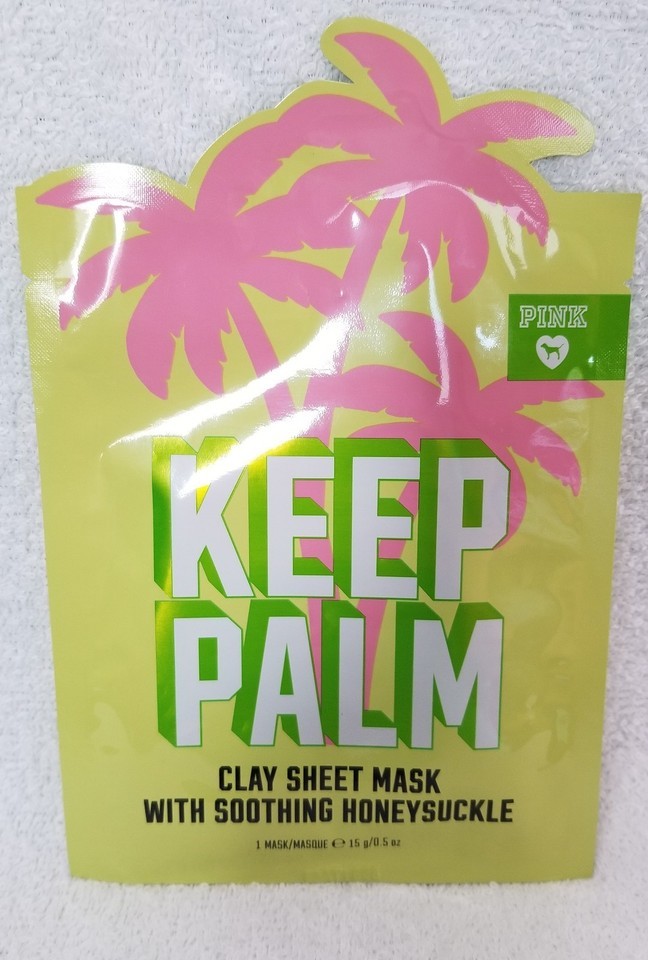 PINK
KEEP
PALM
CLAY SHEET MASK
WITH SOOTHING HONEYSUCKLE
1 MASK/MASQUE ℮ 15 g/0.5 oz